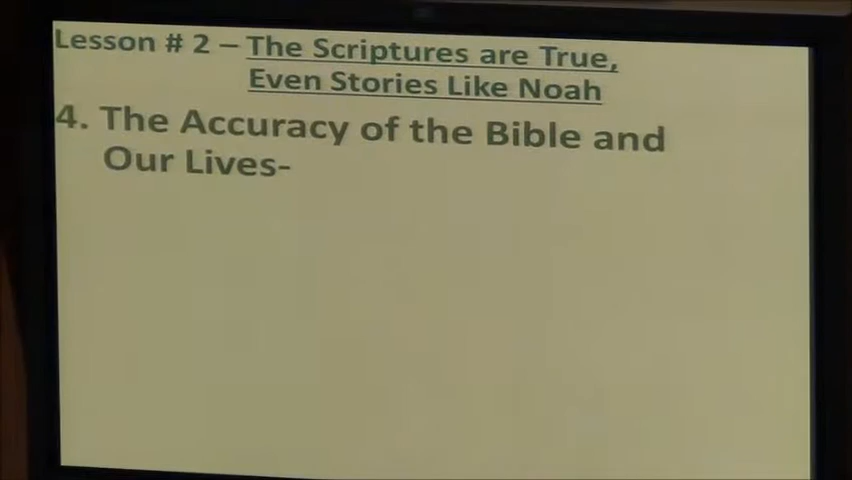 Lesson # 2 – The Scriptures are True,
Even Stories Like Noah
4. The Accuracy of the Bible and
Our Lives-